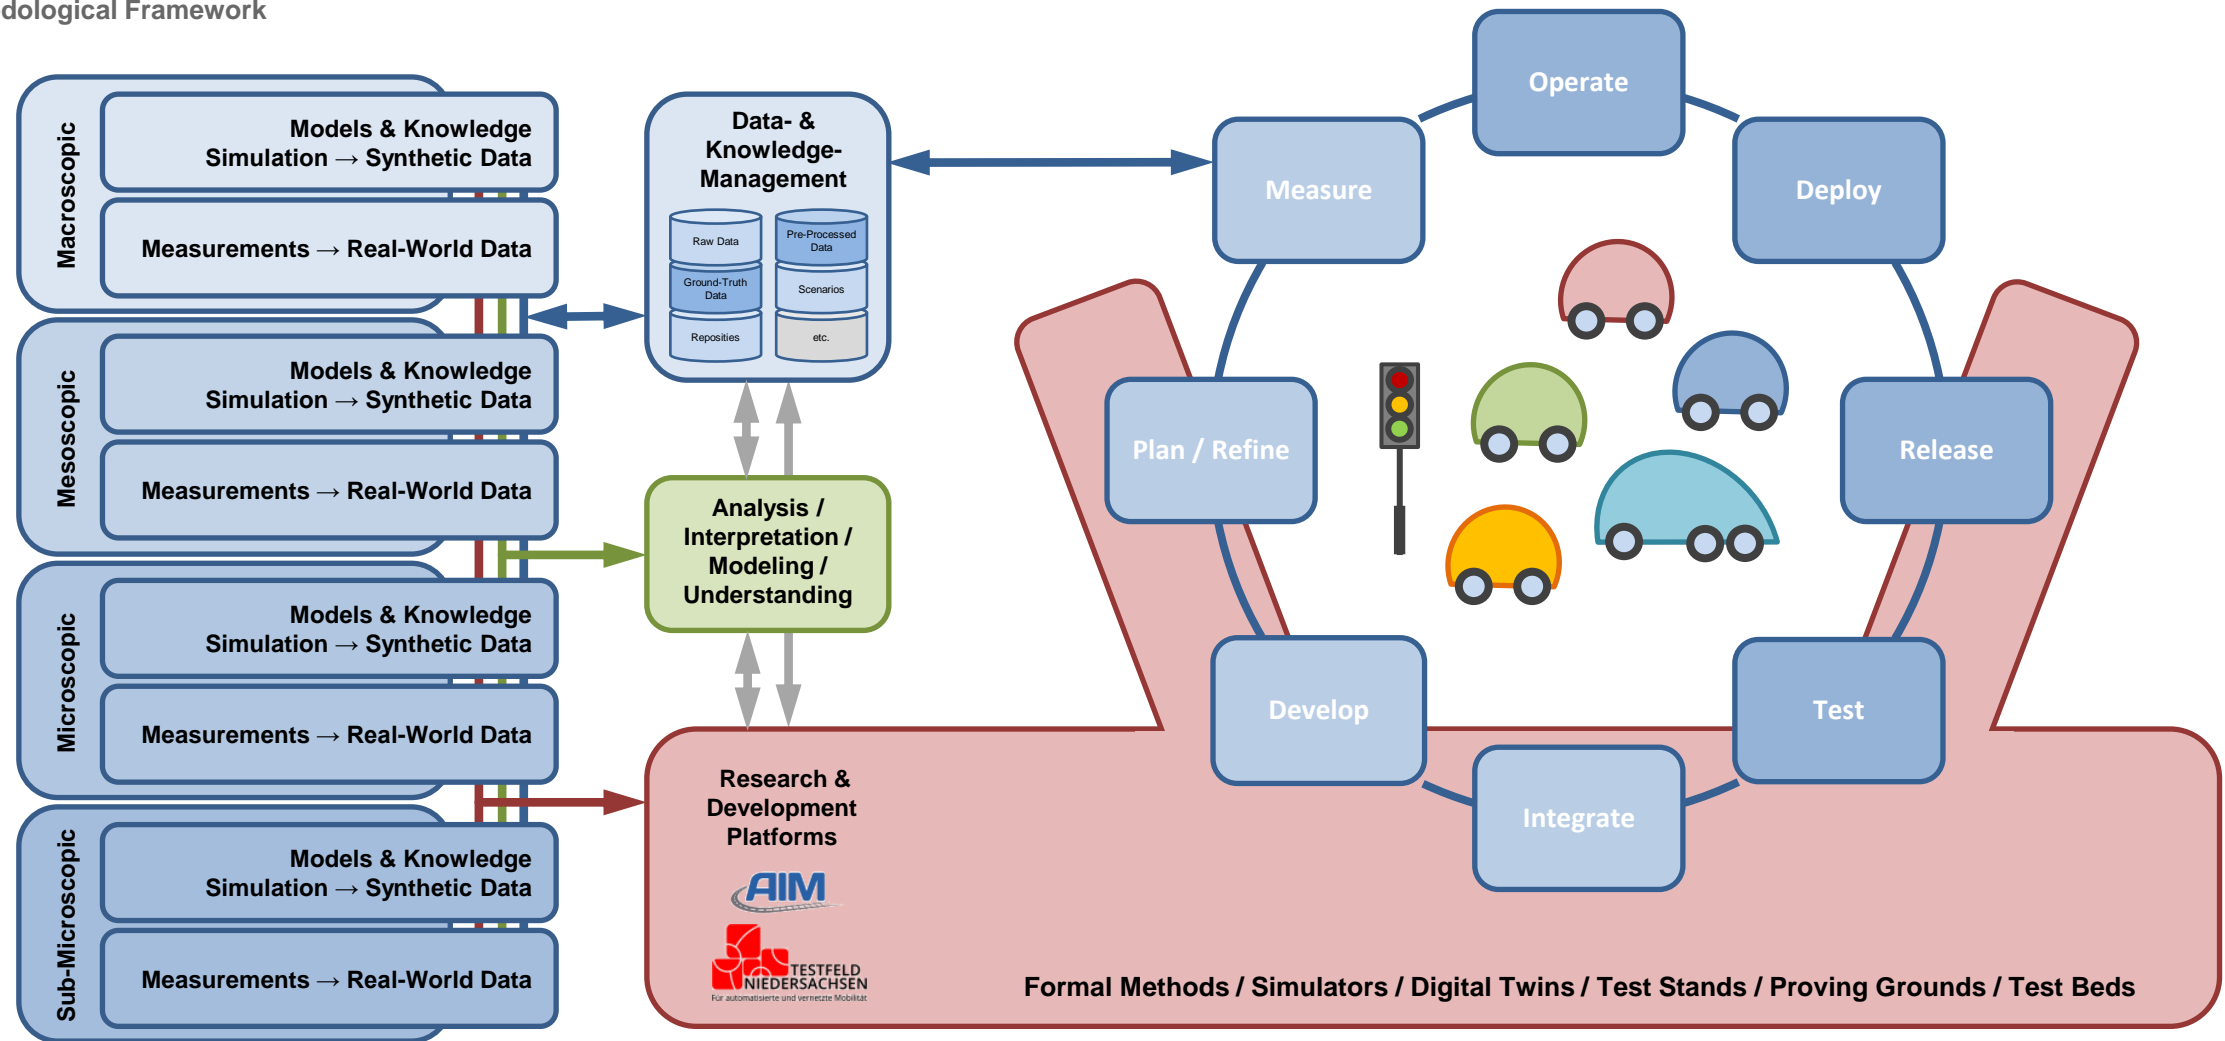 dological Framework
Macroscopic
Models & Knowledge
Simulation → Synthetic Data
Measurements → Real-World Data
Mesoscopic
Models & Knowledge
Simulation → Synthetic Data
Measurements → Real-World Data
Microscopic
Models & Knowledge
Simulation → Synthetic Data
Measurements → Real-World Data
Sub-Microscopic
Models & Knowledge
Simulation → Synthetic Data
Measurements → Real-World Data
Data- &
Knowledge-
Management
Raw Data
Ground-Truth
Data
Reposities
Pre-Processed
Data
Scenarios
etc.
Analysis /
Interpretation /
Modeling /
Understanding
Research &
Development
Platforms
AIM
TESTFELD
NIEDERSACHSEN
Für automatisierte und vernetzte Mobilität
Operate
Deploy
Release
Test
Integrate
Develop
Plan / Refine
Measure
Formal Methods / Simulators / Digital Twins / Test Stands / Proving Grounds / Test Beds